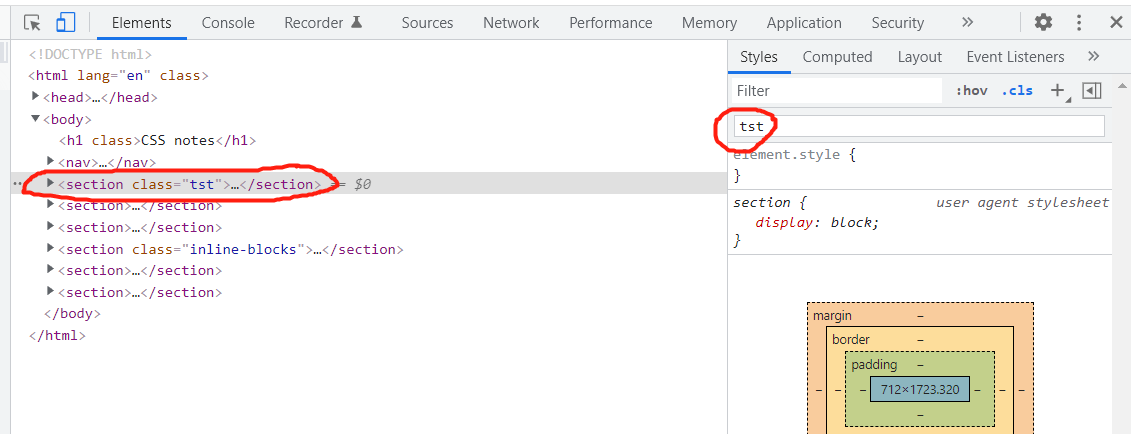 Elements Console Recorder Sources Network Performance Memory Application Security »
<!DOCTYPE html>
<html lang="en" class>
<head>…</head>
<body>
<h1 class>CSS notes</h1>
<nav>…</nav>
<section class="tst">…</section> == $0
<section>…</section>
<section>…</section>
<section class="inline-blocks">…</section>
<section>…</section>
<section>…</section>
</body>
</html>
Styles Computed Layout Event Listeners »
Filter :hov .cls +
tst
element.style {
}
section { user agent stylesheet
display: block;
}
margin –
border –
padding –
– – – 712×1723.320 – – –
–